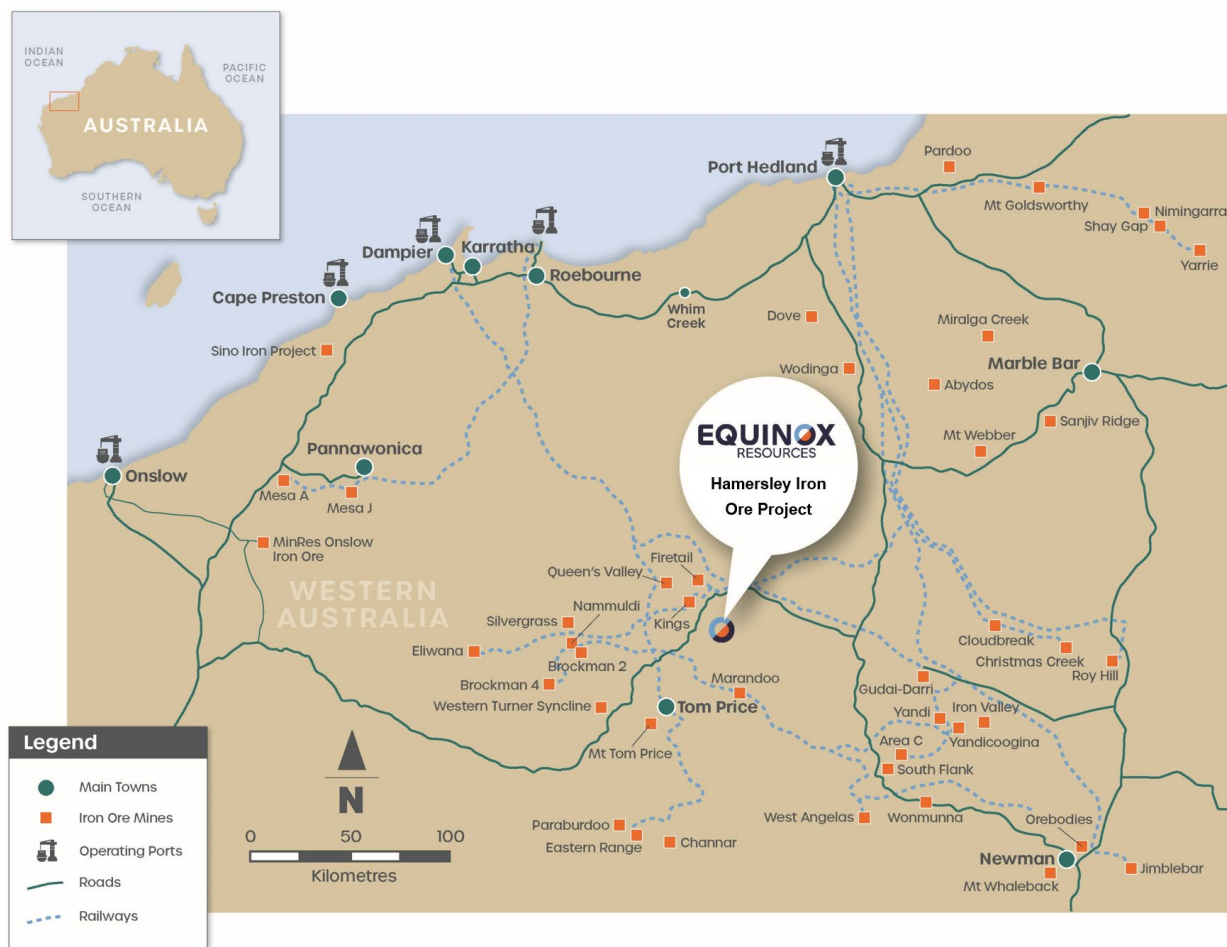 INDIAN
OCEAN
PACIFIC
OCEAN
AUSTRALIA
SOUTHERN
OCEAN
Port Hedland
Pardoo
Mt Goldsworthy
Nimingarra
Shay Gap
Yarrie
Dampier
Karratha
Roebourne
Cape Preston
Whim
Creek
Dove
Miralga Creek
Sino Iron Project
Wodinga
Marble Bar
Abydos
EQUINOX
RESOURCES
Hamersley Iron
Ore Project
Sanjiv Ridge
Mt Webber
Pannawonica
Onslow
Mesa A
Mesa J
MinRes Onslow
Iron Ore
WESTERN
AUSTRALIA
Firetail
Queen's Valley
Nammuldi
Silvergrass
Kings
Eliwana
Brockman 2
Brockman 4
Cloudbreak
Christmas Creek
Roy Hill
Marandoo
Gudai-Darri
Western Turner Syncline
Tom Price
Yandi
Iron Valley
Yandicoogina
Mt Tom Price
Area C
South Flank
Paraburdoo
Eastern Range
Channar
West Angelas
Wonmunna
Orebodies
Newman
Mt Whaleback
Jimblebar
Legend
Main Towns
Iron Ore Mines
Operating Ports
Roads
Railways
N
0 50 100
Kilometres